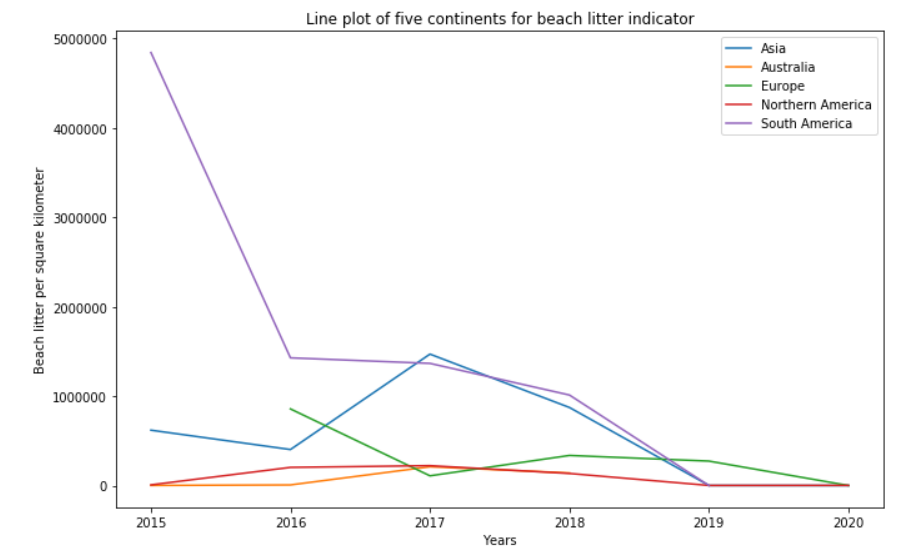 Line plot of five continents for beach litter indicator
Beach litter per square kilometer
5000000
4000000
3000000
2000000
1000000
0
Asia
Australia
Europe
Northern America
South America
2015
2016
2017
2018
2019
2020
Years